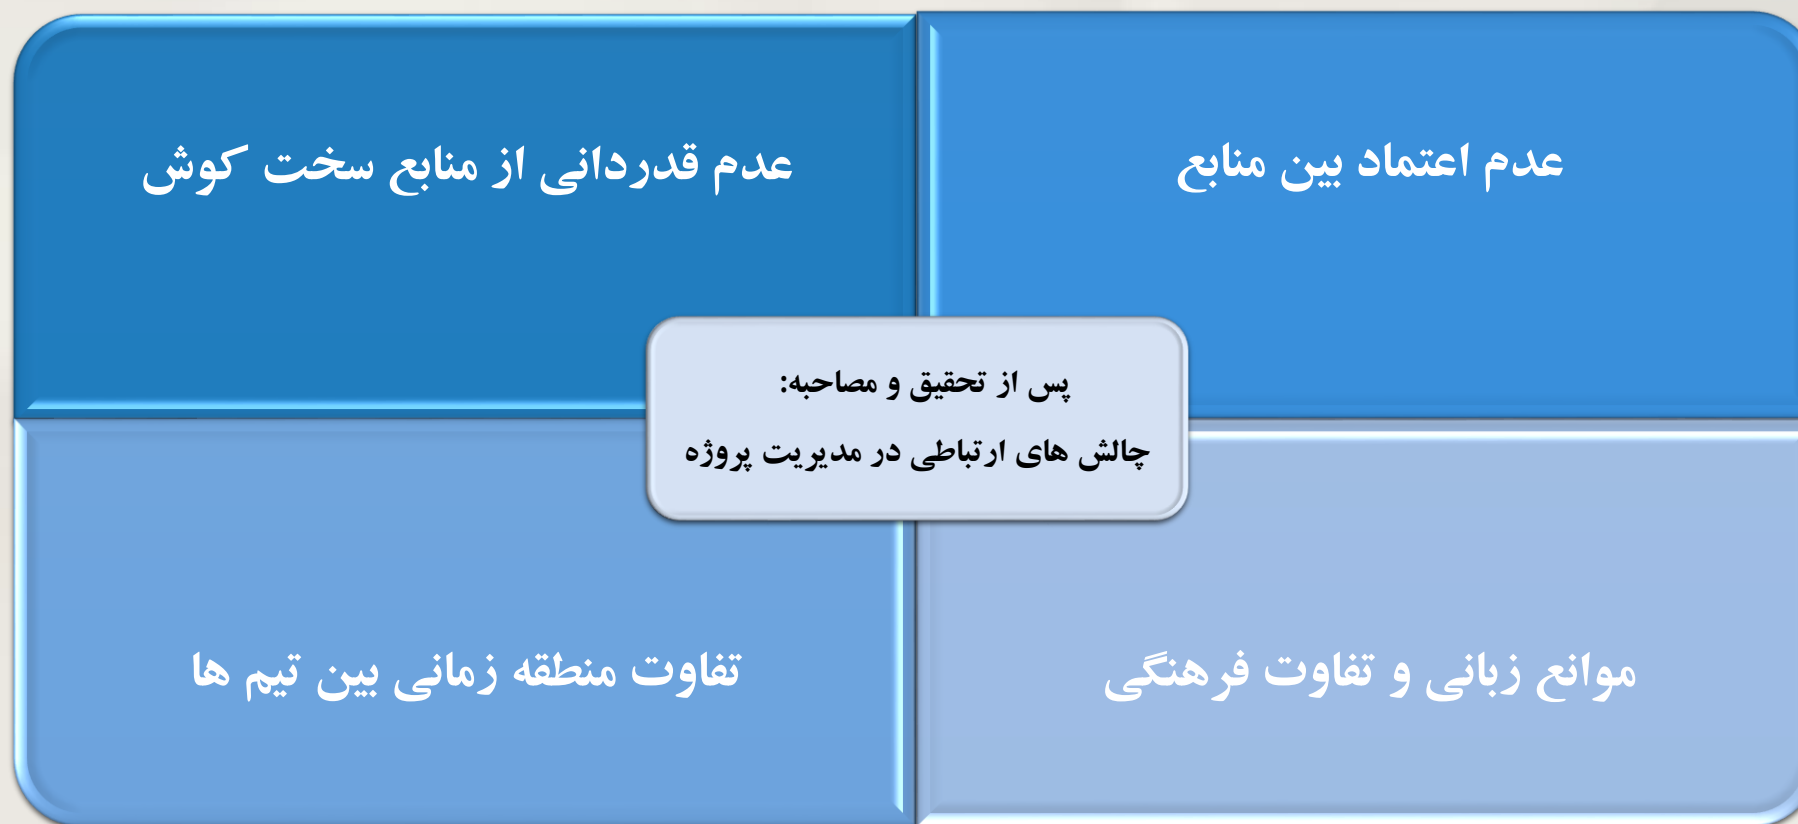 عدم اعتماد بین منابع
عدم قدردانی از منابع سخت کوش
پس از تحقیق و مصاحبه:
چالش های ارتباطی در مدیریت پروژه
موانع زبانی و تفاوت فرهنگی
تفاوت منطقه زمانی بین تیم ها